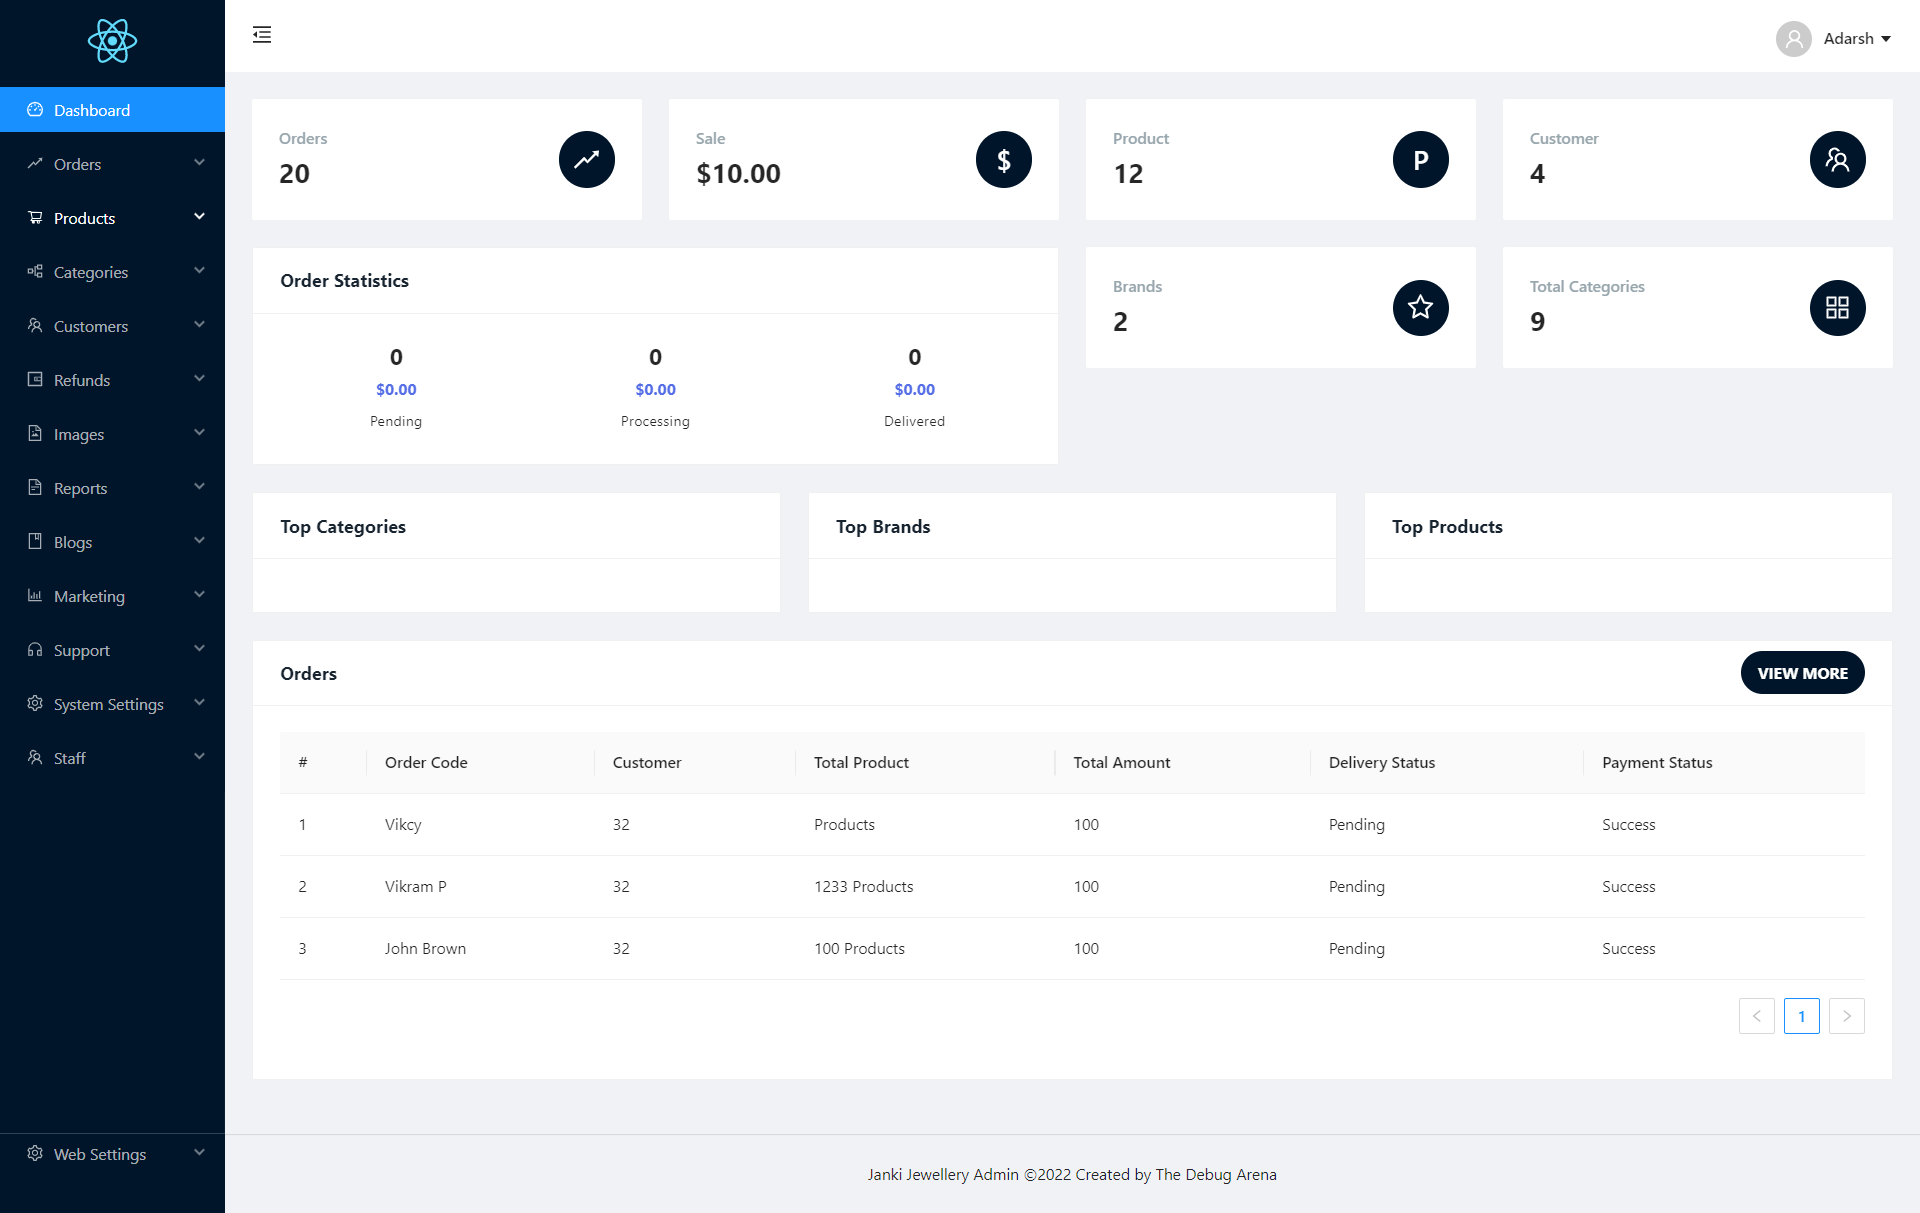 Adarsh
Dashboard
Orders
Products
Categories
Customers
Refunds
Images
Reports
Blogs
Marketing
Support
System Settings
Staff
Web Settings
Orders
20
Sale
$10.00
$
Product
12
P
Customer
4
Order Statistics
0 0 0
$0.00 $0.00 $0.00
Pending Processing Delivered
Brands
2
Total Categories
9
Top Categories
Top Brands
Top Products
Orders
VIEW MORE
# Order Code Customer Total Product Total Amount Delivery Status Payment Status
1 Vikcy 32 Products 100 Pending Success
2 Vikram P 32 1233 Products 100 Pending Success
3 John Brown 32 100 Products 100 Pending Success
< 1 >
Janki Jewellery Admin ©2022 Created by The Debug Arena